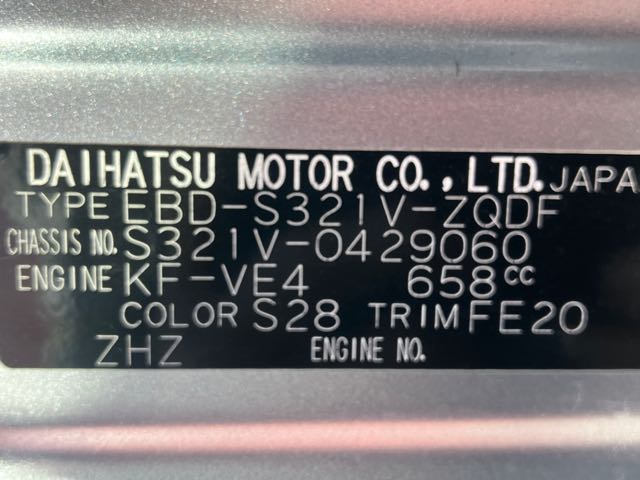 DAIHATSU MOTOR CO., LTD. JAPA
TYPE EBD-S321V-ZQDF
CHASSIS NO. S321V-0429060
ENGINE KF-VE4 658cc
COLOR S28 TRIM FE20
ZHZ ENGINE NO.